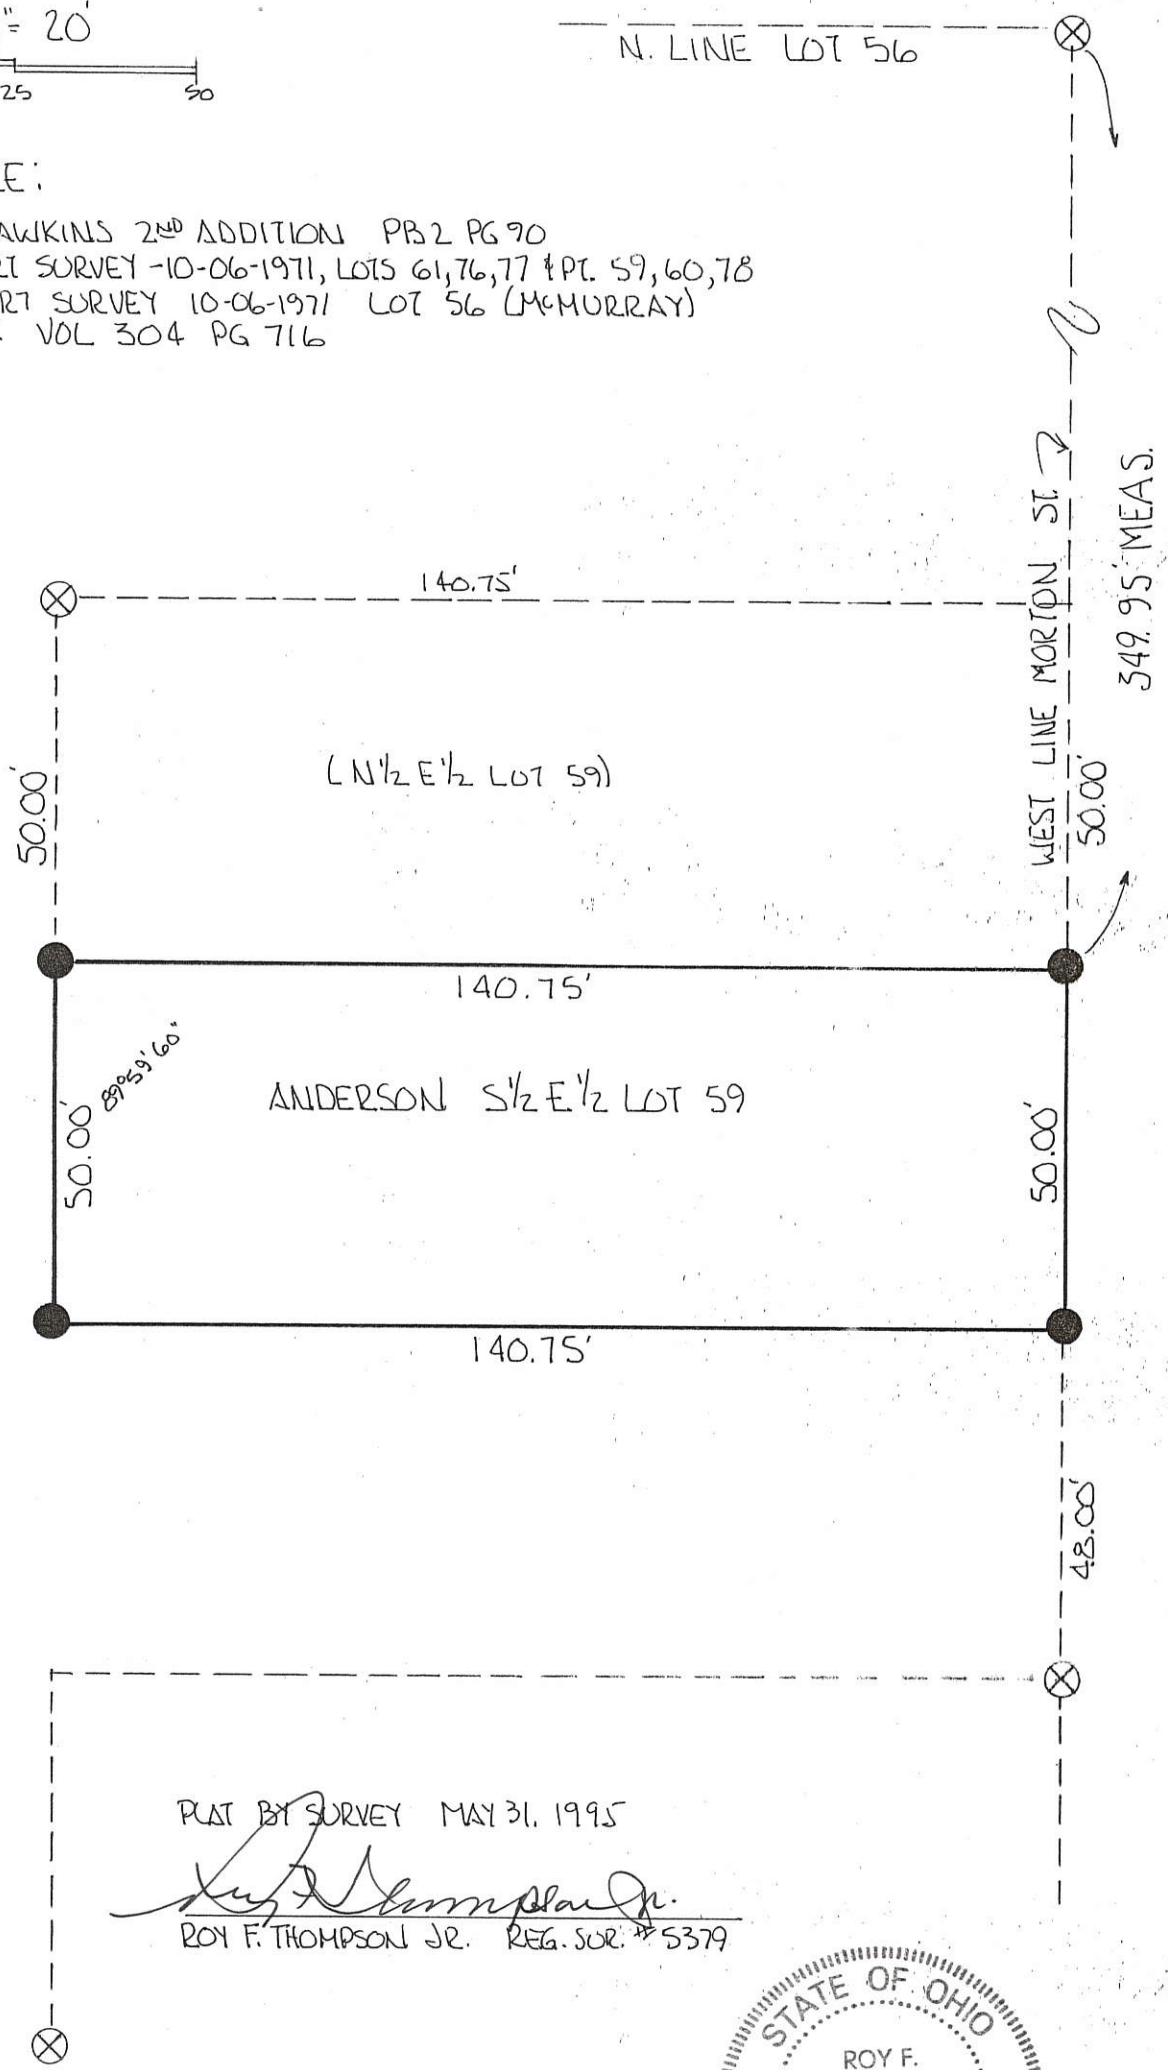 "= 20'
25 50
N. LINE LOT 56
E:
AWKINS 2ND ADDITION PB2 PG 90
RT SURVEY -10-06-1971, LOTS 61,76,77 & PT. 59,60,78
RT SURVEY 10-06-1971 LOT 56 (McMURRAY)
VOL 304 PG 716
WEST LINE MORTON ST.
349.95' MEAS.
140.75'
50.00'
(N½ E½ LOT 59)
50.00'
140.75'
89°59'60"
50.00'
ANDERSON S½ E½ LOT 59
50.00'
140.75'
48.00'
PLAT BY SURVEY MAY 31, 1995
Roy F. Thompson Jr.
ROY F. THOMPSON JR. REG. SUR. #5379
STATE OF OHIO
ROY F.